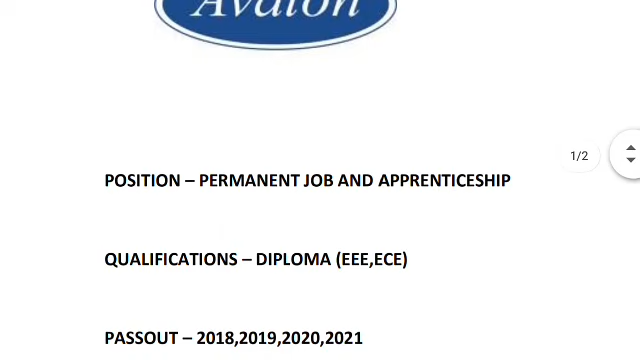 Avalon
1/2
POSITION – PERMANENT JOB AND APPRENTICESHIP
QUALIFICATIONS – DIPLOMA (EEE,ECE)
PASSOUT – 2018,2019,2020,2021